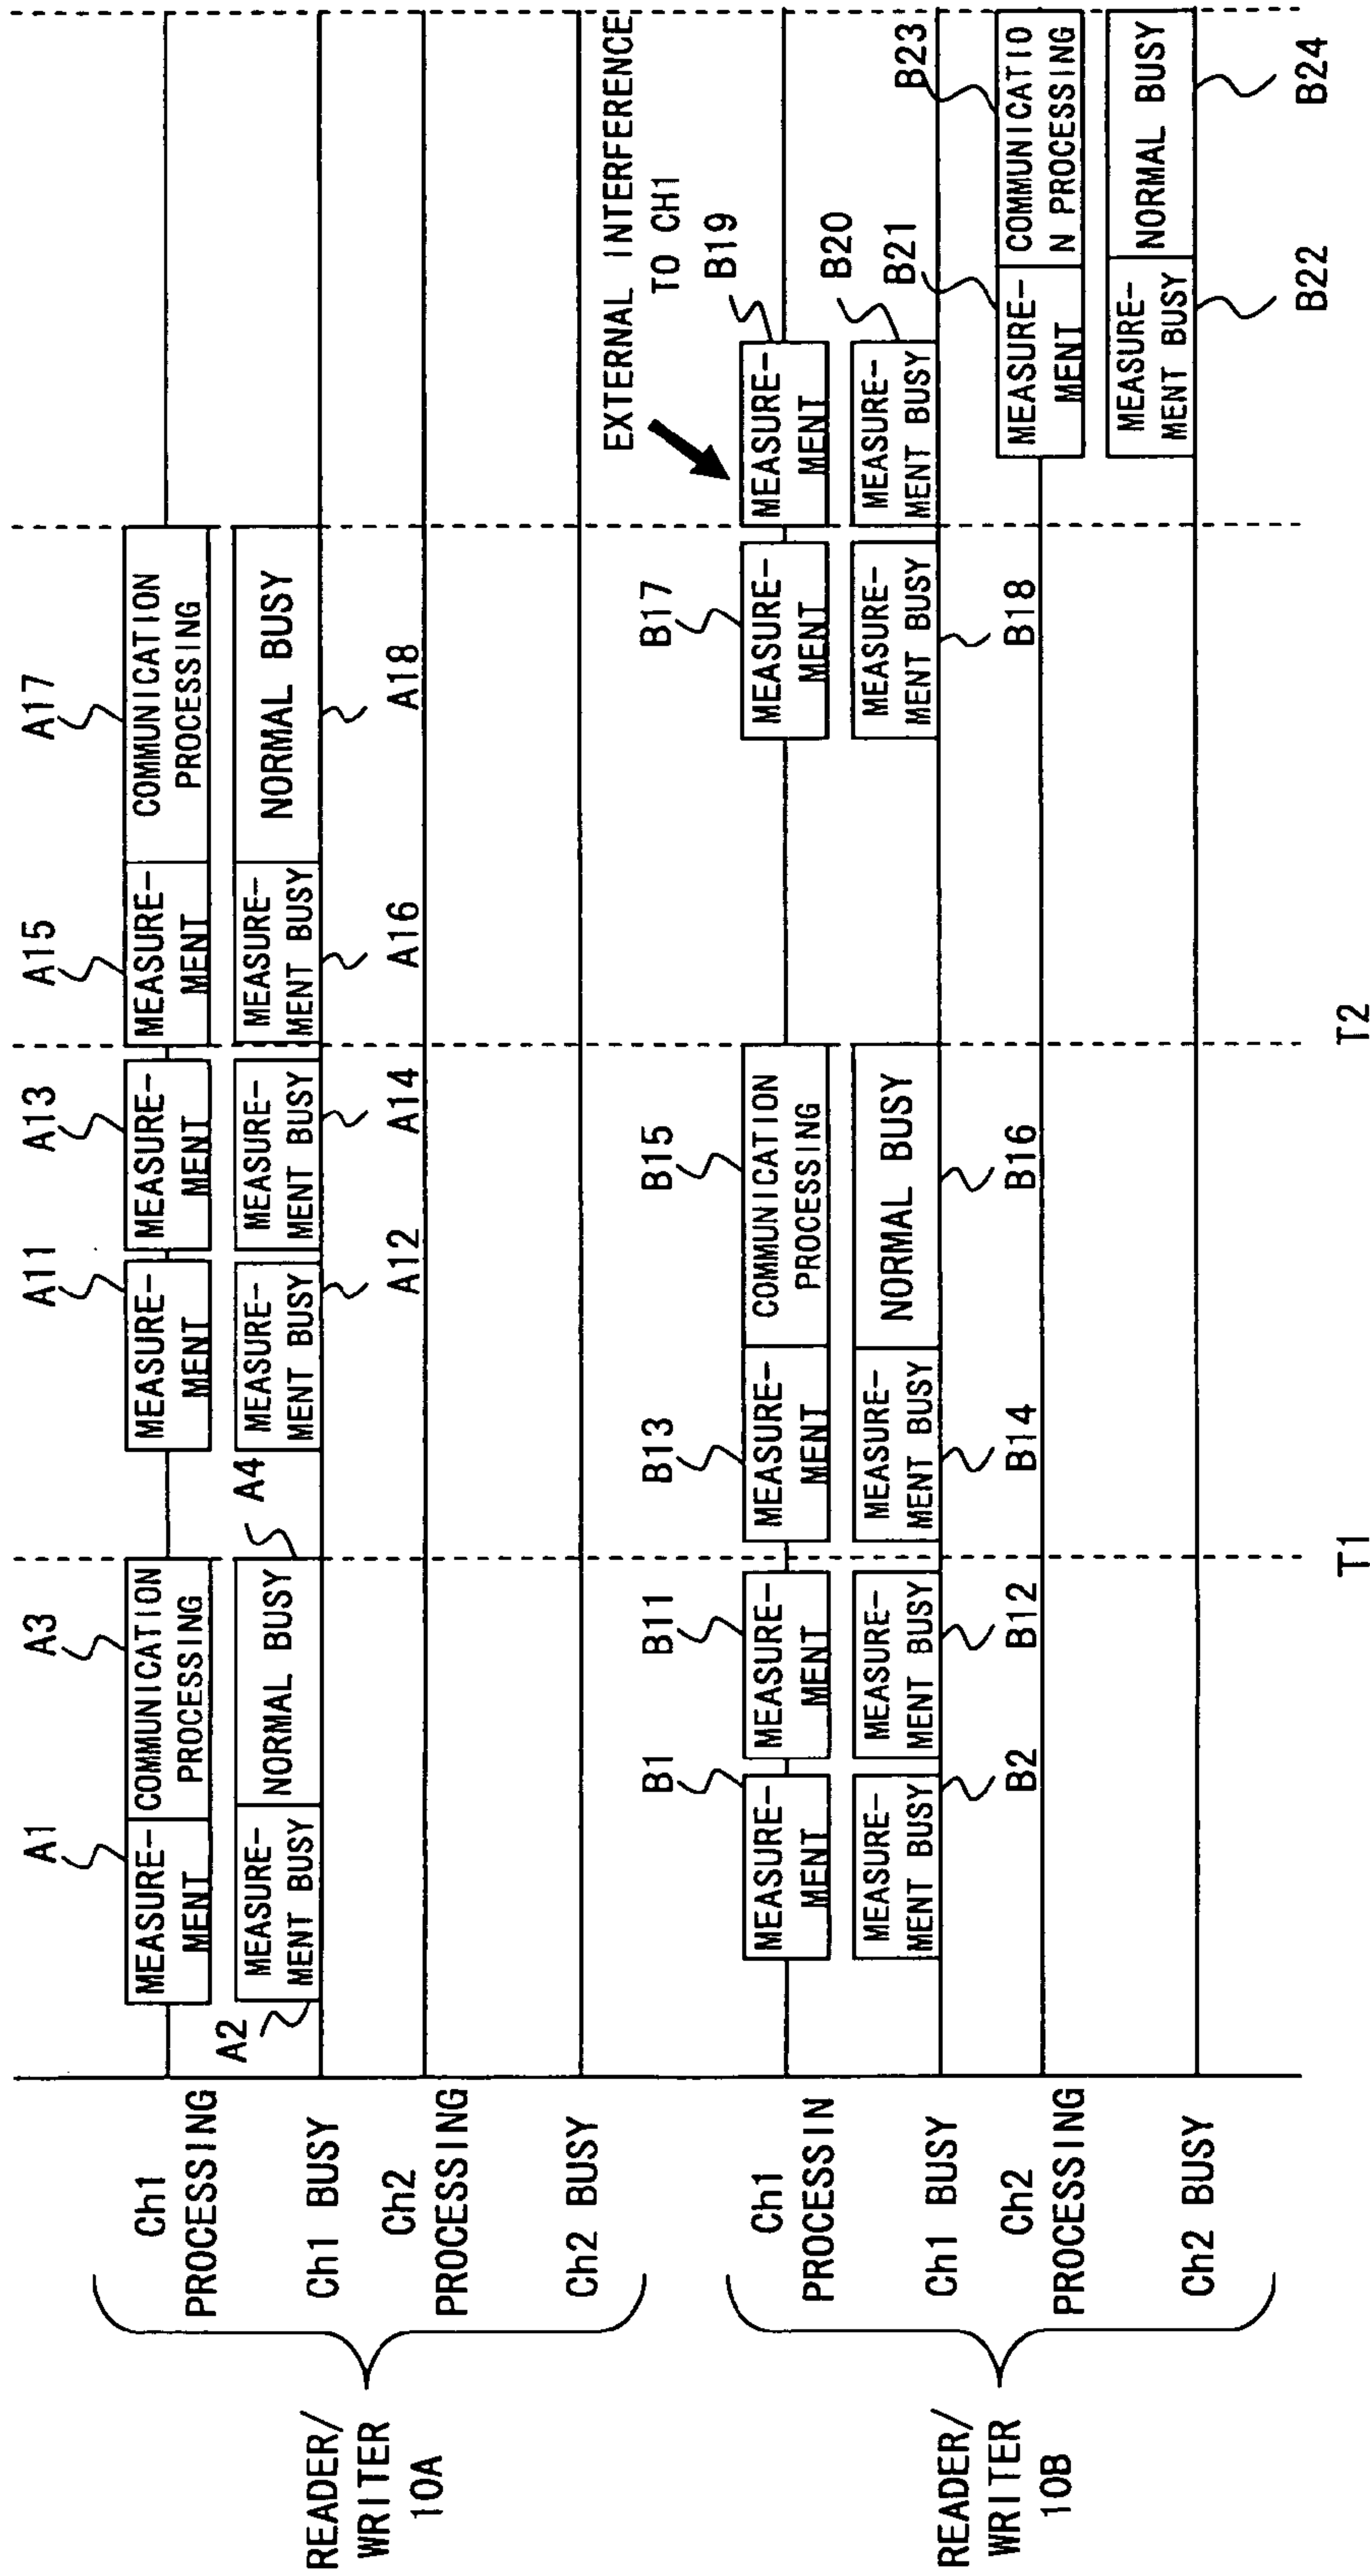 A1 A3 A11 A13 A15 A17
READER/
WRITER
10A
Ch1
PROCESSING
MEASURE-
MENT
COMMUNICATION
PROCESSING
MEASURE-
MENT
MEASURE-
MENT
MEASURE-
MENT
COMMUNICATION
PROCESSING
A2
A4
Ch1 BUSY
MEASURE-
MENT BUSY
NORMAL BUSY
MEASURE-
MENT BUSY
MEASURE-
MENT BUSY
MEASURE-
MENT BUSY
NORMAL BUSY
A12 A14 A16 A18
Ch2
PROCESSING
Ch2 BUSY
EXTERNAL INTERFERENCE
TO CH1
B1 B11 B13 B15 B17 B19
READER/
WRITER
10B
Ch1
PROCESSIN
MEASURE-
MENT
MEASURE-
MENT
MEASURE-
MENT
COMMUNICATION
PROCESSING
MEASURE-
MENT
MEASURE-
MENT
B20
Ch1 BUSY
MEASURE-
MENT BUSY
MEASURE-
MENT BUSY
MEASURE-
MENT BUSY
NORMAL BUSY
MEASURE-
MENT BUSY
MEASURE-
MENT BUSY
B21 B23
B2 B12 B14 B16 B18
Ch2
PROCESSING
MEASURE-
MENT
COMMUNICATIO
N PROCESSING
Ch2 BUSY
MEASURE-
MENT BUSY
NORMAL BUSY
B22 B24
T1 T2